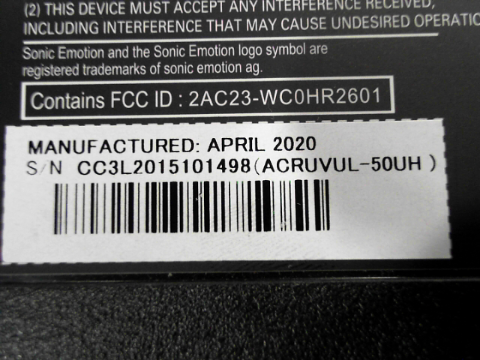 (2) THIS DEVICE MUST ACCEPT ANY INTERFERENCE RECEIVED,
INCLUDING INTERFERENCE THAT MAY CAUSE UNDESIRED OPERATIO
Sonic Emotion and the Sonic Emotion logo symbol are
registered trademarks of sonic emotion ag.
Contains FCC ID : 2AC23-WC0HR2601
MANUFACTURED: APRIL 2020
S/N CC3L2015101498(ACRUVUL-50UH )